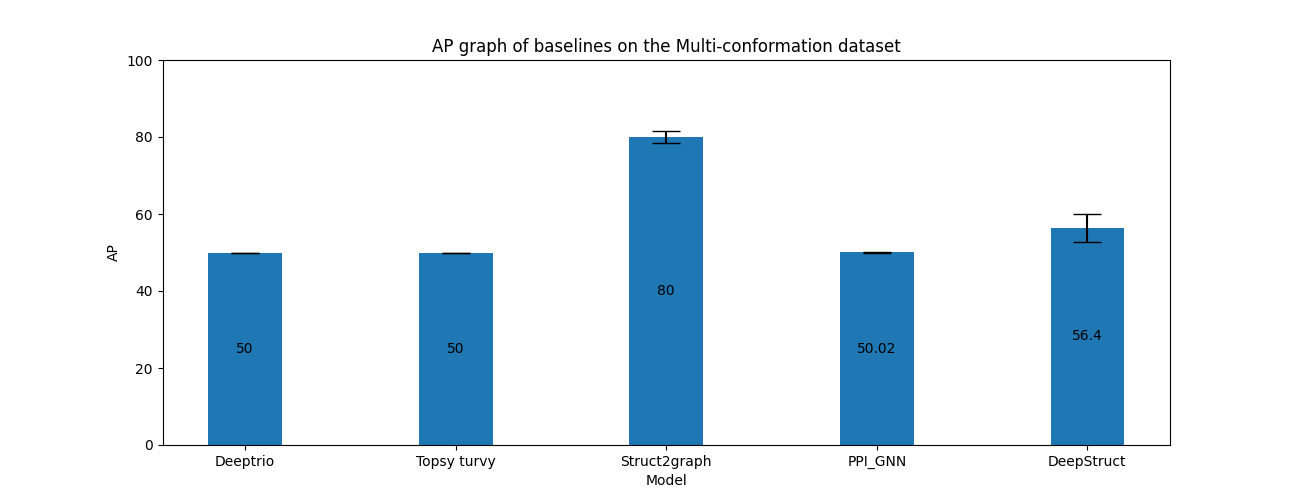 AP graph of baselines on the Multi-conformation dataset
100
80
60
40
20
0
AP
50
50
80
50.02
56.4
Deeptrio
Topsy turvy
Struct2graph
PPI_GNN
DeepStruct
Model